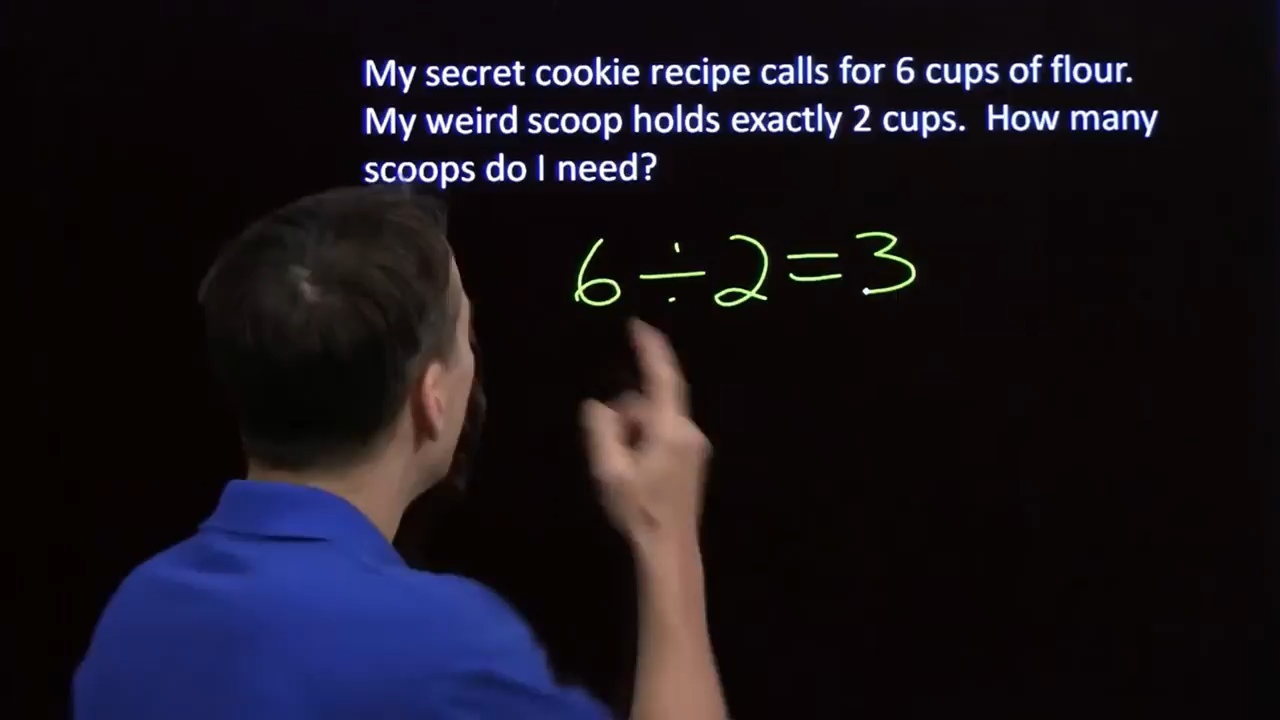 My secret cookie recipe calls for 6 cups of flour.
My weird scoop holds exactly 2 cups.  How many
scoops do I need?
6 ÷ 2 = 3